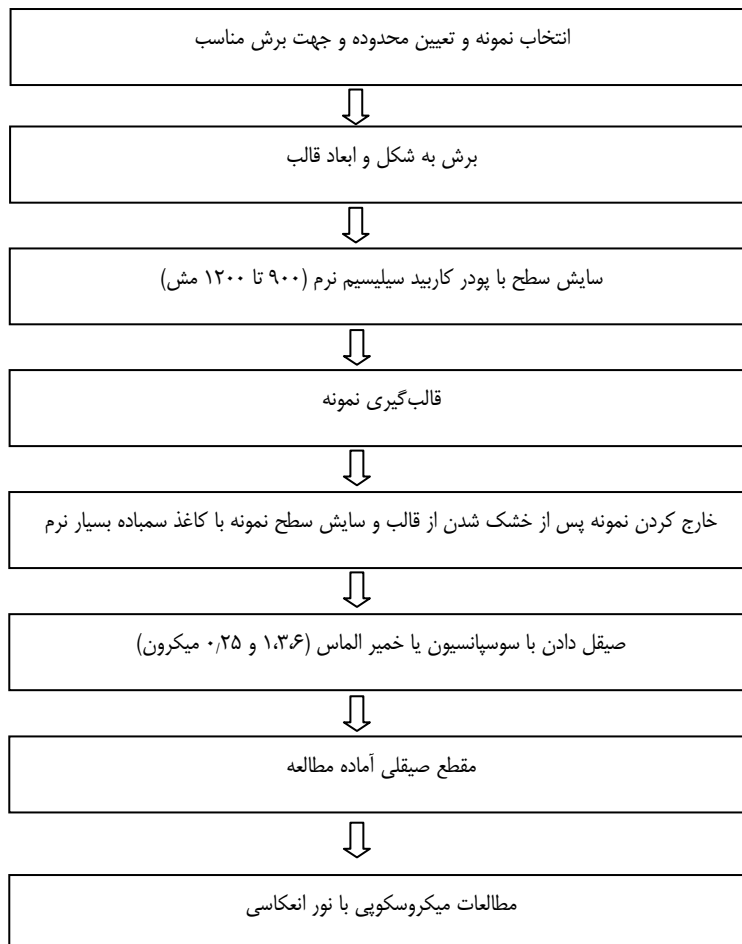 انتخاب نمونه و تعیین محدوده و جهت برش مناسب
برش به شکل و ابعاد قالب
سایش سطح با پودر کاربید سیلیسیم نرم (۹۰۰ تا ۱۲۰۰ مش)
قالب‌گیری نمونه
خارج کردن نمونه پس از خشک شدن از قالب و سایش سطح نمونه با کاغذ سمباده بسیار نرم
صیقل دادن با سوسپانسیون یا خمیر الماس (۱،۳،۶ و ۰٫۲۵ میکرون)
مقطع صیقلی آماده مطالعه
مطالعات میکروسکوپی با نور انعکاسی